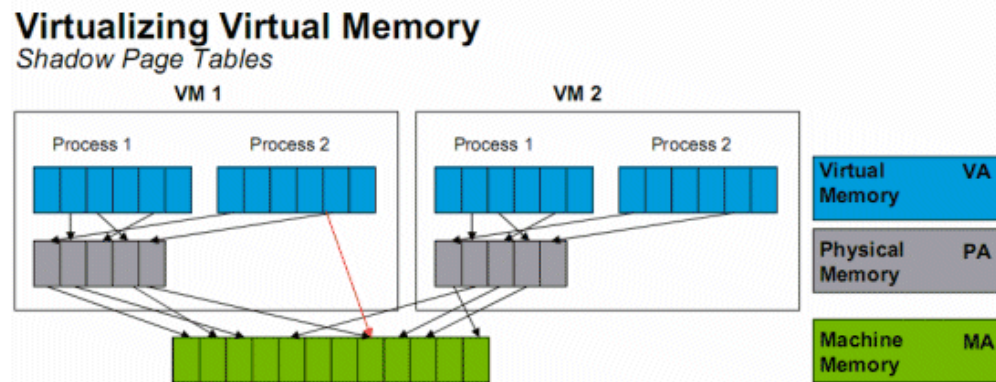 Virtualizing Virtual Memory
Shadow Page Tables
VM 1
VM 2
Process 1
Process 2
Process 1
Process 2
Virtual Memory VA
Physical Memory PA
Machine Memory MA